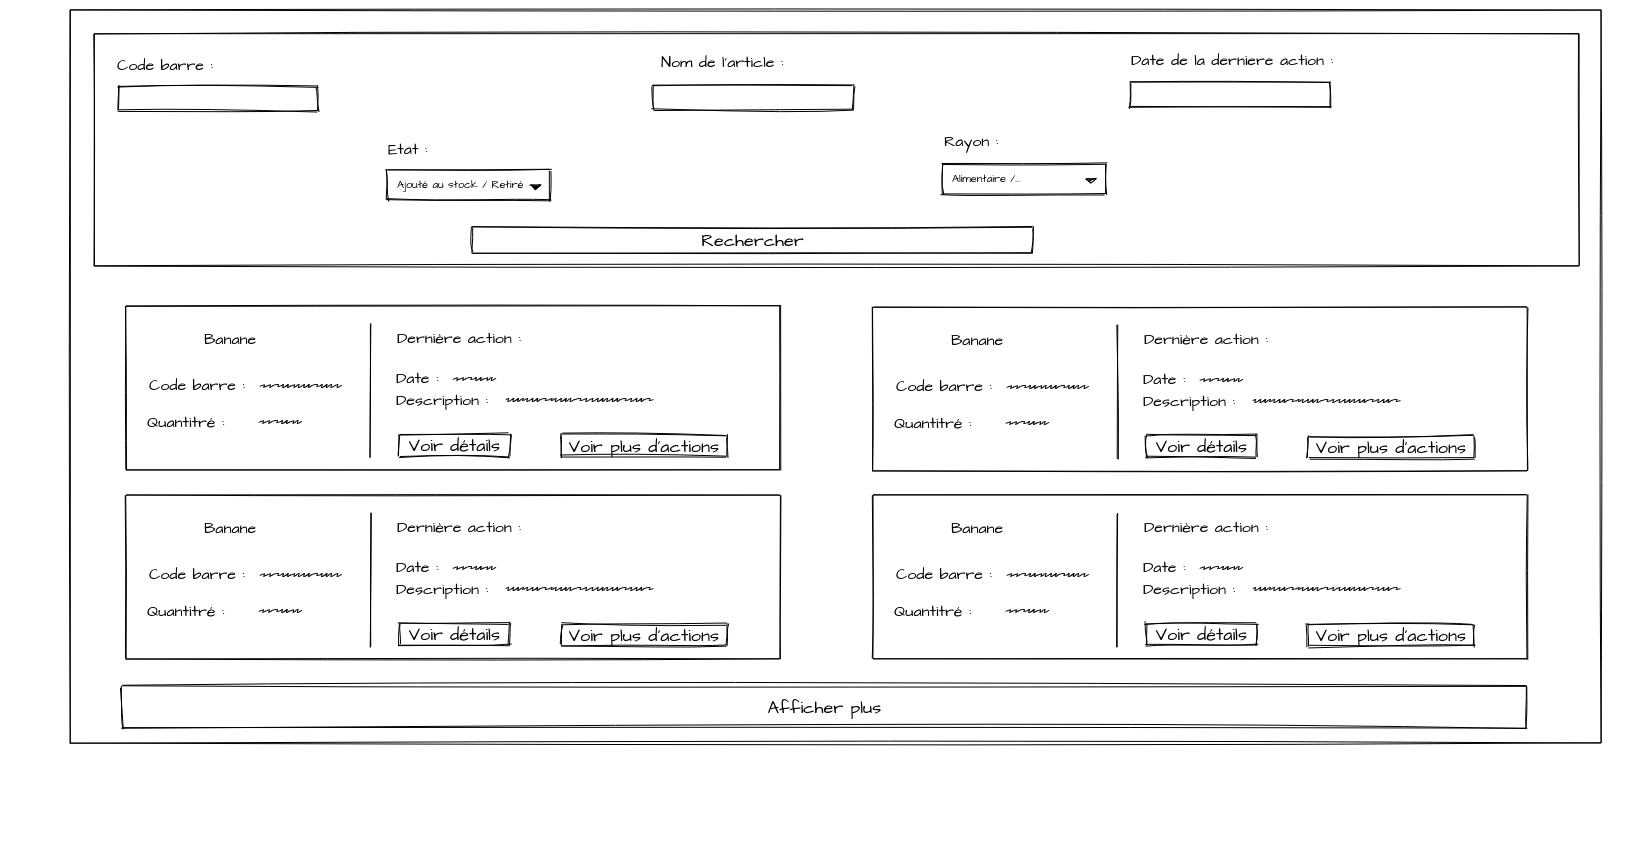 Code barre :
Nom de l'article :
Date de la derniere action :
Etat :
Rayon :
Ajouté au stock / Retiré
Alimentaire /...
Rechercher
Banane
Dernière action :
Code barre :
Date :
Description :
Quantitré :
Voir détails
Voir plus d'actions
Banane
Dernière action :
Code barre :
Date :
Description :
Quantitré :
Voir détails
Voir plus d'actions
Banane
Dernière action :
Code barre :
Date :
Description :
Quantitré :
Voir détails
Voir plus d'actions
Banane
Dernière action :
Code barre :
Date :
Description :
Quantitré :
Voir détails
Voir plus d'actions
Afficher plus